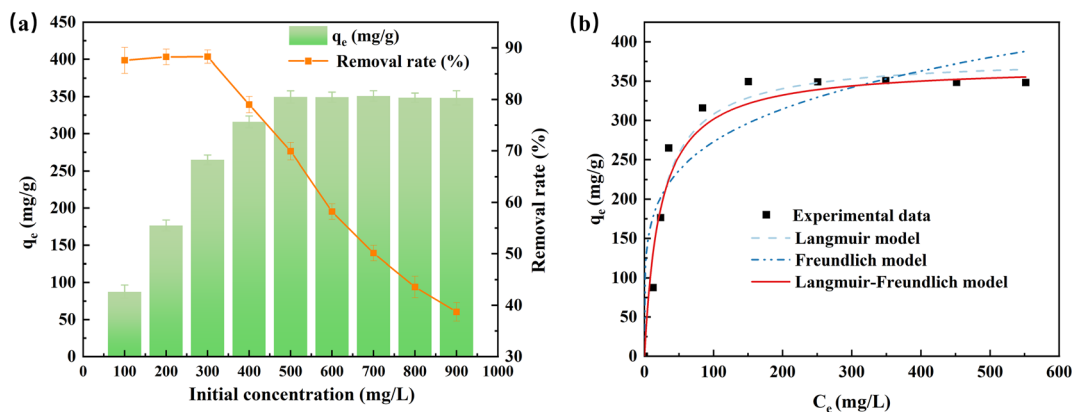 (a)
450
400
350
300
250
200
150
100
50
0
qe (mg/g)
qe (mg/g)
Removal rate (%)
90
80
70
60
50
40
30
Removal rate (%)
0 100 200 300 400 500 600 700 800 900 1000
Initial concentration (mg/L)
(b)
400
350
300
250
200
150
100
50
0
qe (mg/g)
Experimental data
Langmuir model
Freundlich model
Langmuir-Freundlich model
0 100 200 300 400 500 600
Ce (mg/L)